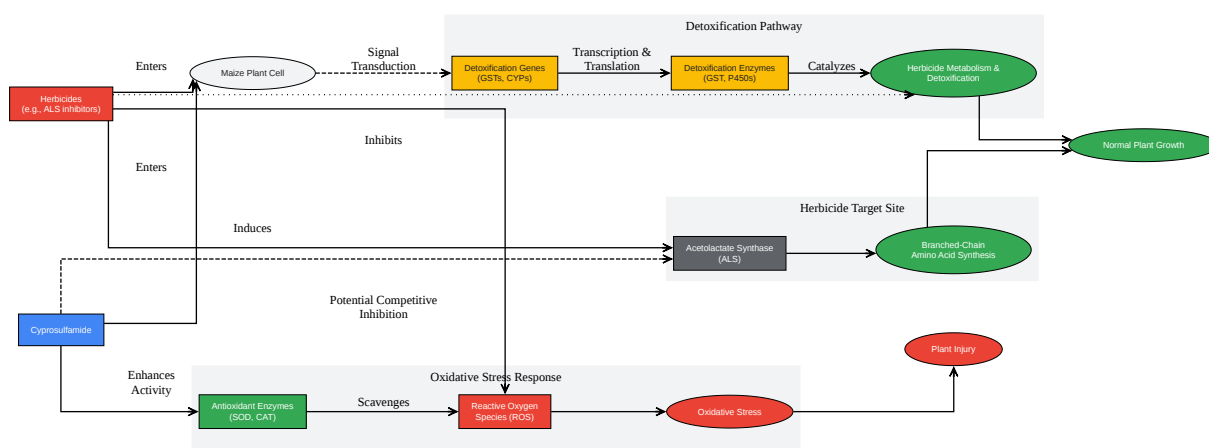 Detoxification Pathway
Signal
Transduction
Transcription &
Translation
Enters
Catalyzes
Maize Plant Cell
Detoxification Genes
(GSTs, CYPs)
Detoxification Enzymes
(GST, P450s)
Herbicide Metabolism &
Detoxification
Herbicides
(e.g., ALS inhibitors)
Inhibits
Normal Plant Growth
Enters
Herbicide Target Site
Induces
Acetolactate Synthase
(ALS)
Branched-Chain
Amino Acid Synthesis
Potential Competitive
Inhibition
Cyprosulfamide
Plant Injury
Enhances
Activity
Oxidative Stress Response
Antioxidant Enzymes
(SOD, CAT)
Scavenges
Reactive Oxygen
Species (ROS)
Oxidative Stress